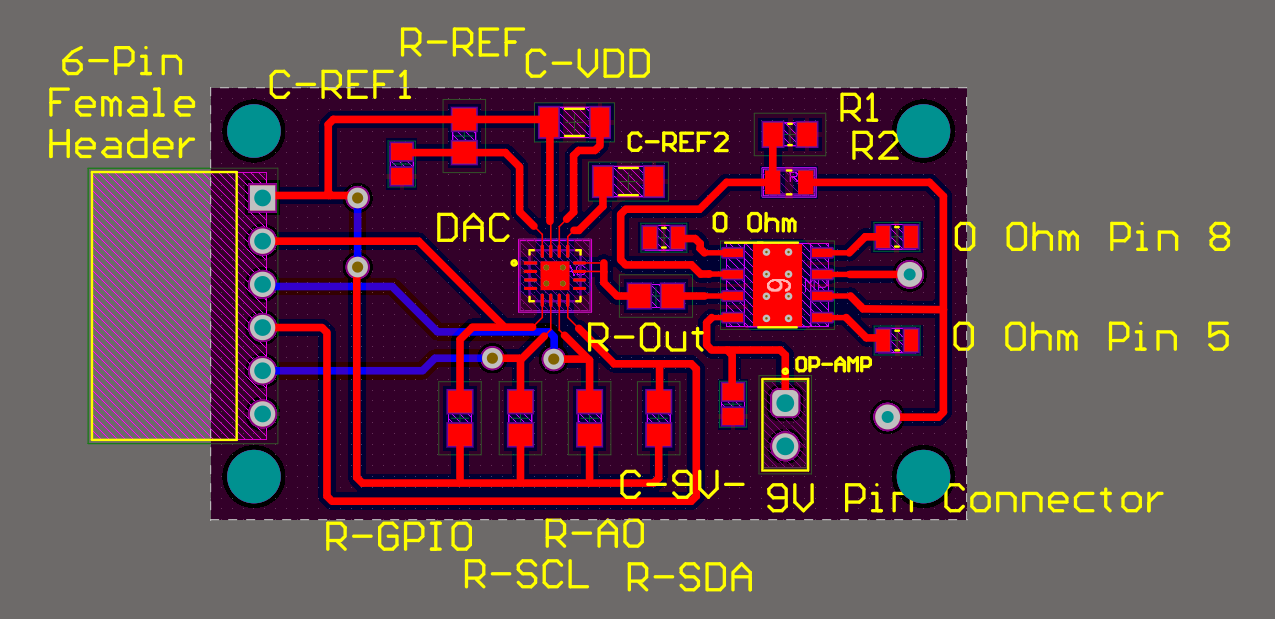 R-REF
C-VDD
6-Pin
Female
Header
C-REF1
R1
R2
C-REF2
DAC
0 Ohm
0 Ohm Pin 8
9
R-Out
0 Ohm Pin 5
OP-AMP
C-9V-
9V Pin Connector
R-GPIO
R-A0
R-SCL
R-SDA